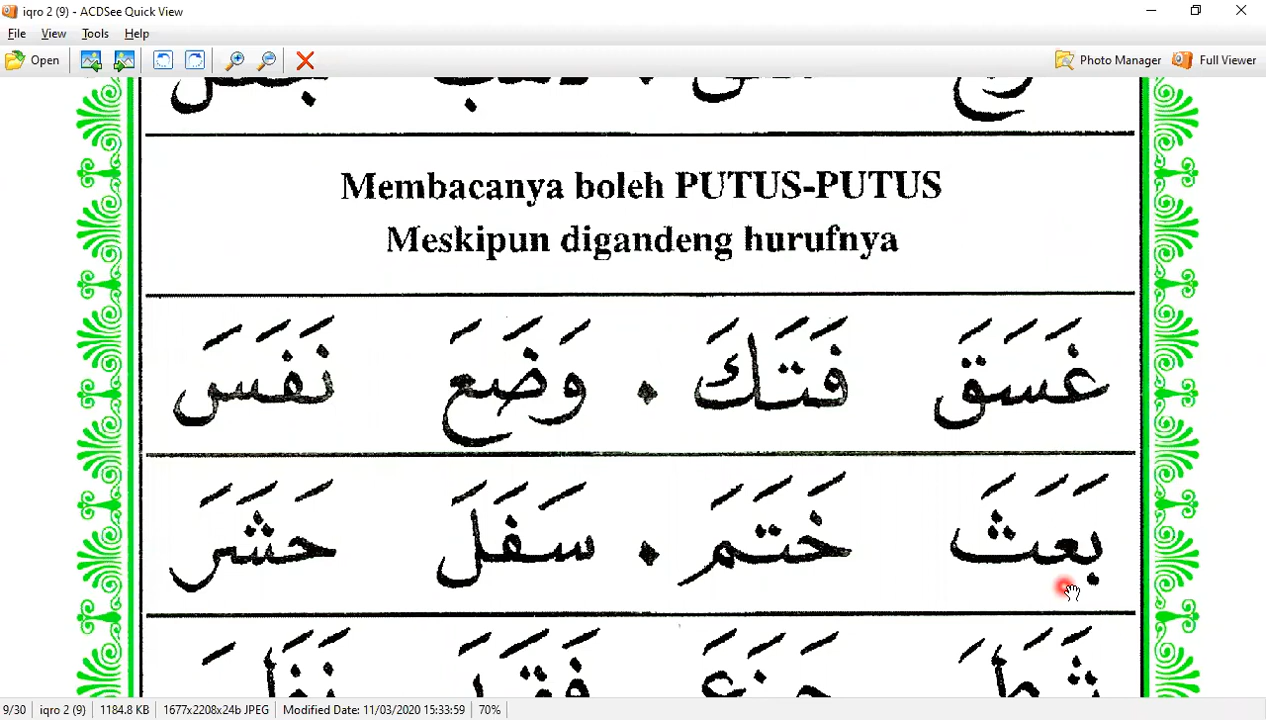 iqro 2 (9) - ACDSee Quick View
File View Tools Help
Open Photo Manager Full Viewer
Membacanya boleh PUTUS-PUTUS
Meskipun digandeng hurufnya
غَسَقَ فَتَكَ • وَضَعَ نَفَسَ
بَعَثَ خَتَمَ • سَفَلَ حَشَرَ
9/30 iqro 2 (9) 1184.8 KB 1677x2208x24b JPEG Modified Date: 11/03/2020 15:33:59 70%